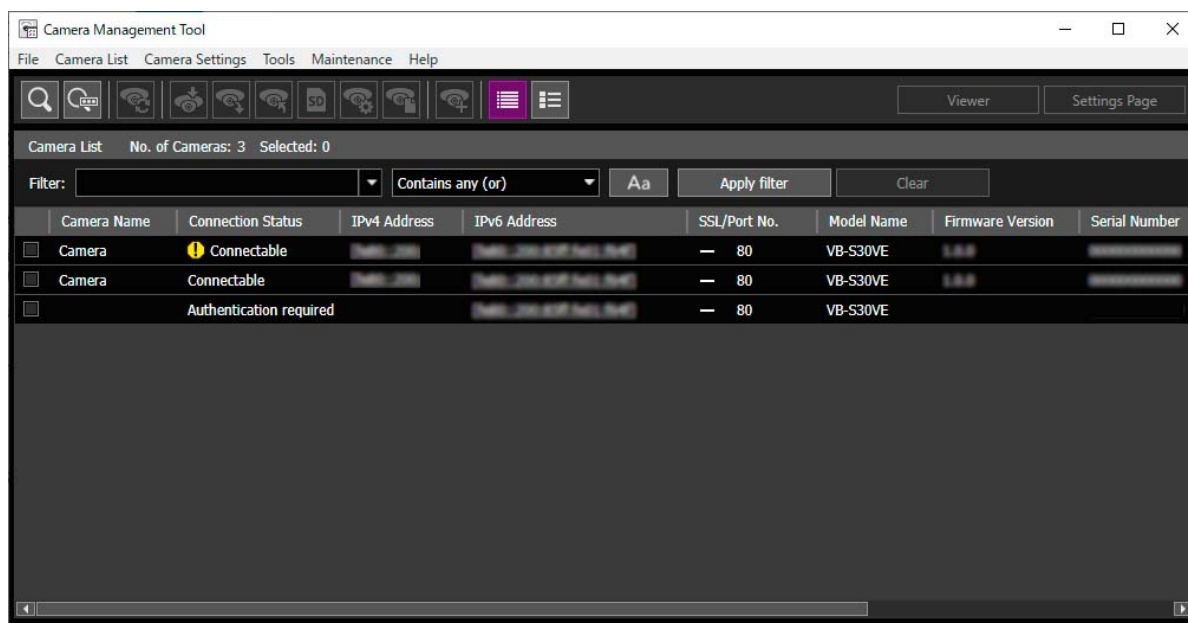 Camera Management Tool
File Camera List Camera Settings Tools Maintenance Help
SD Viewer Settings Page
Camera List No. of Cameras: 3 Selected: 0
Filter: Contains any (or) Aa Apply filter Clear
Camera Name Connection Status IPv4 Address IPv6 Address SSL/Port No. Model Name Firmware Version Serial Number
Camera Connectable — 80 VB-S30VE
Camera Connectable — 80 VB-S30VE
Authentication required — 80 VB-S30VE